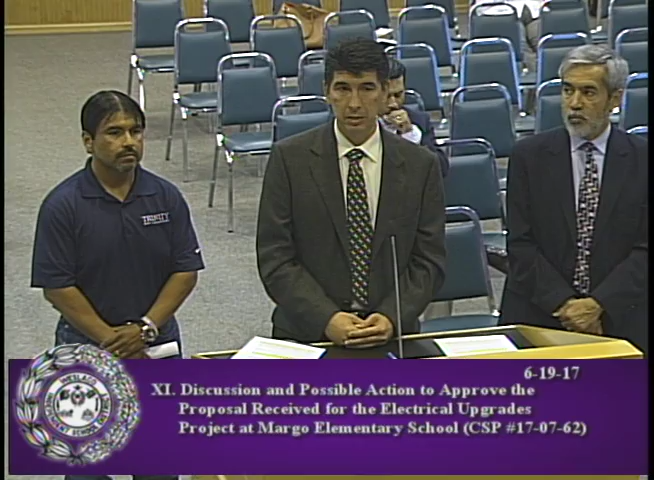 TRINITY
6-19-17
XI. Discussion and Possible Action to Approve the
Proposal Received for the Electrical Upgrades
Project at Margo Elementary School (CSP #17-07-62)
WESLACO